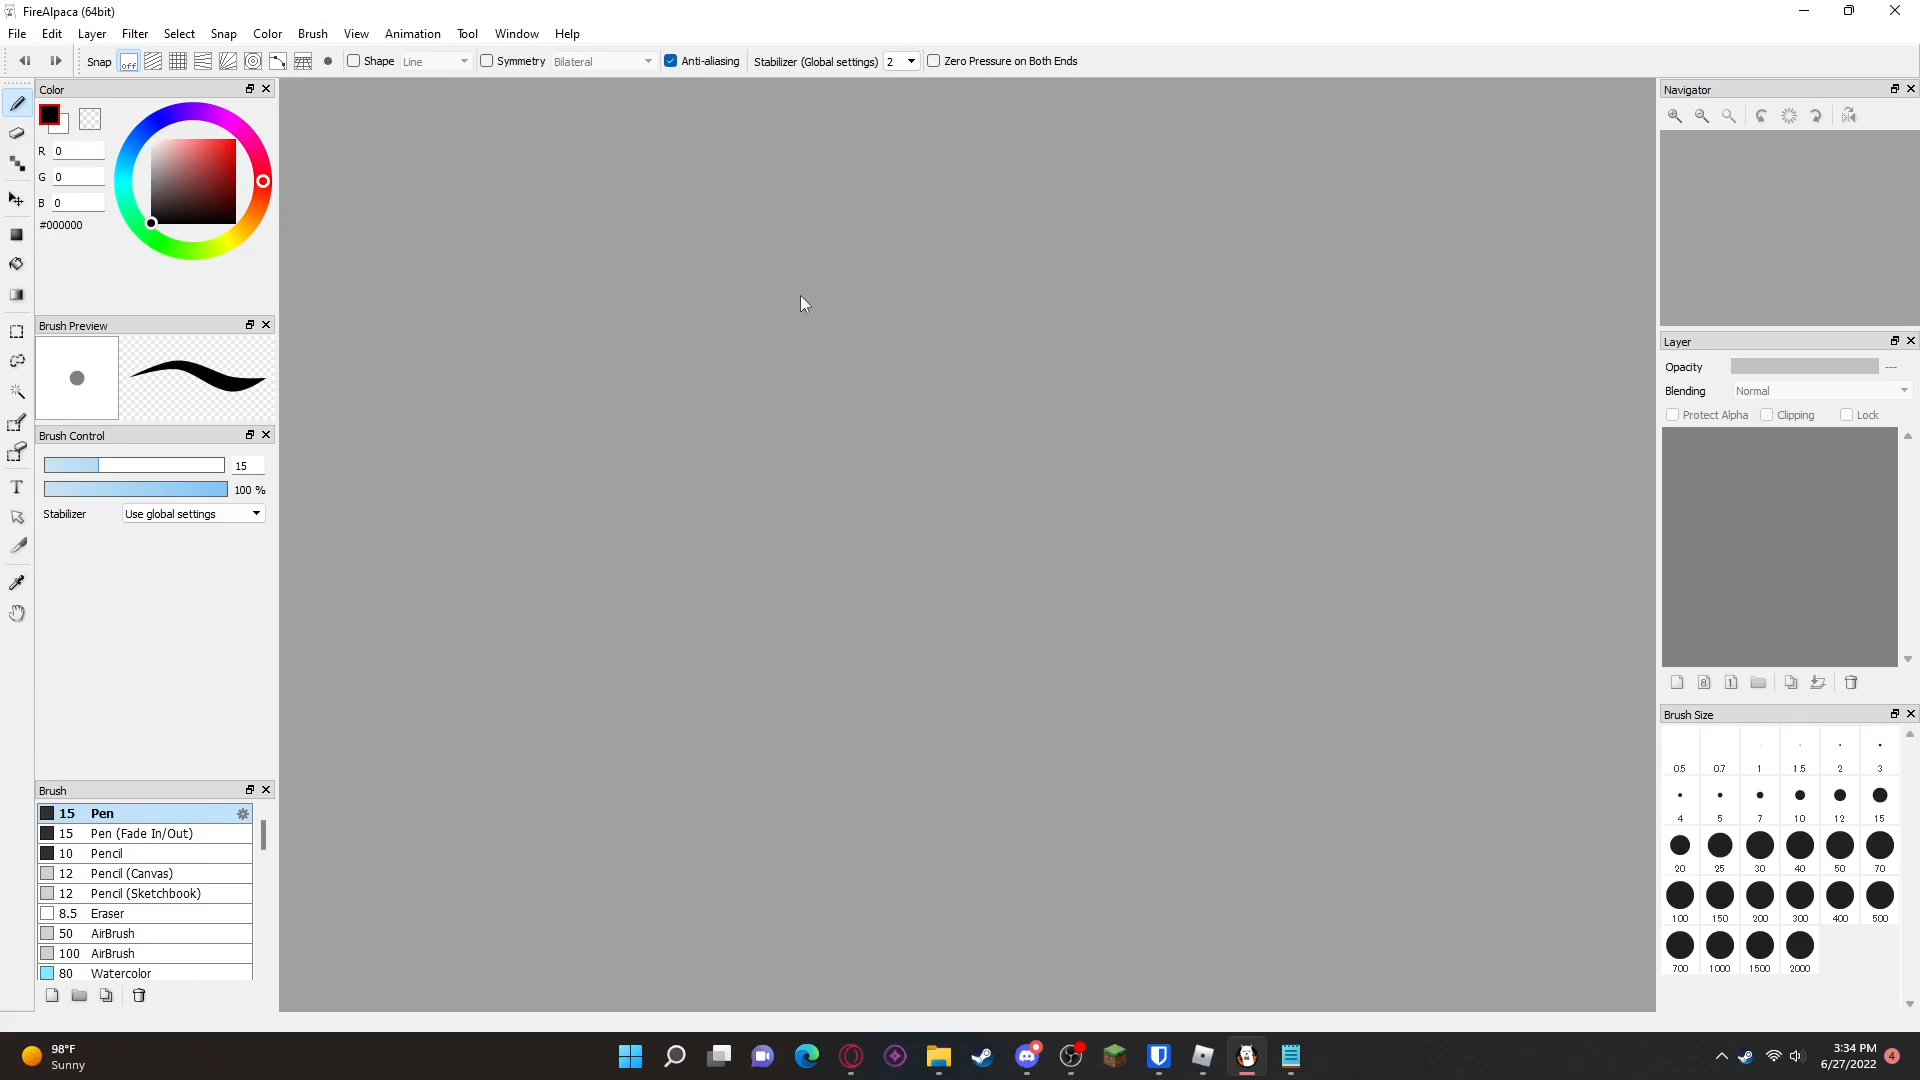 FireAlpaca (64bit)
File Edit Layer Filter Select Snap Color Brush View Animation Tool Window Help
Snap off Shape Line Symmetry Bilateral Anti-aliasing Stabilizer (Global settings) 2 Zero Pressure on Both Ends
Color
R 0
G 0
B 0
#000000
Brush Preview
Brush Control
15
100 %
Stabilizer Use global settings
T
Brush
15 Pen
15 Pen (Fade In/Out)
10 Pencil
12 Pencil (Canvas)
12 Pencil (Sketchbook)
8.5 Eraser
50 AirBrush
100 AirBrush
80 Watercolor
Navigator
Layer
Opacity ---
Blending Normal
Protect Alpha Clipping Lock
8 1
Brush Size
0.5 0.7 1 1.5 2 3
4 5 7 10 12 15
20 25 30 40 50 70
100 150 200 300 400 500
700 1000 1500 2000
98°F
Sunny
3:34 PM
6/27/2022
4